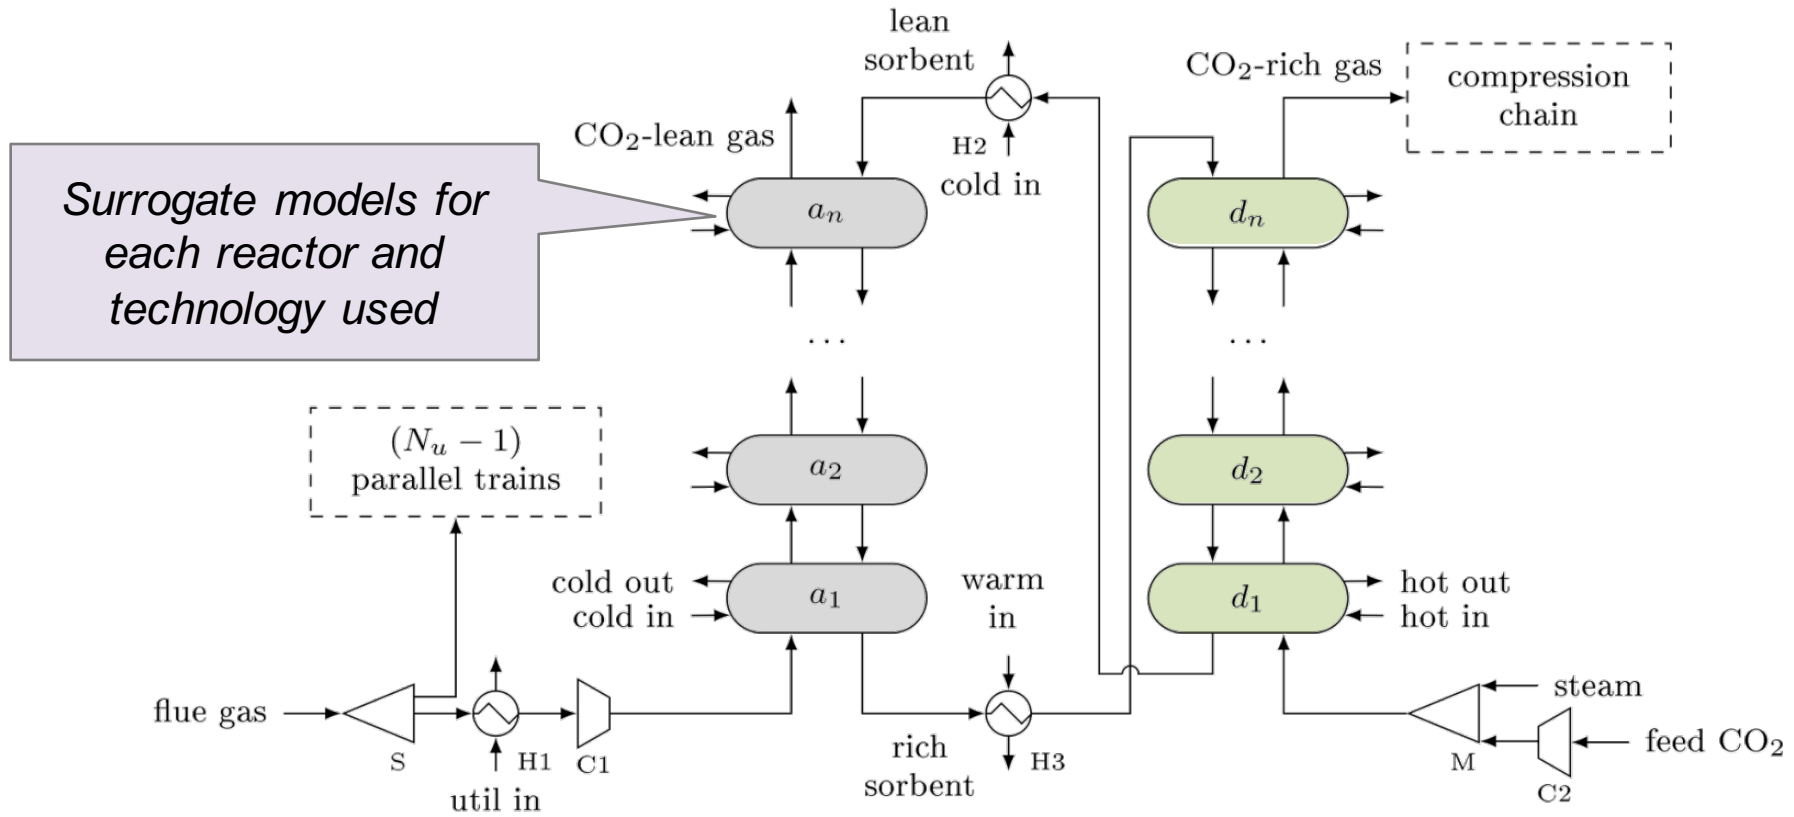 lean
sorbent
CO₂-rich gas
compression
chain
CO₂-lean gas
H2
cold in
Surrogate models for
each reactor and
technology used
aₙ
dₙ
...
...
(Nᵤ − 1)
parallel trains
a₂
d₂
cold out
cold in
a₁
warm
in
d₁
hot out
hot in
flue gas
S
H1
C1
util in
rich
sorbent
H3
steam
feed CO₂
M
C2